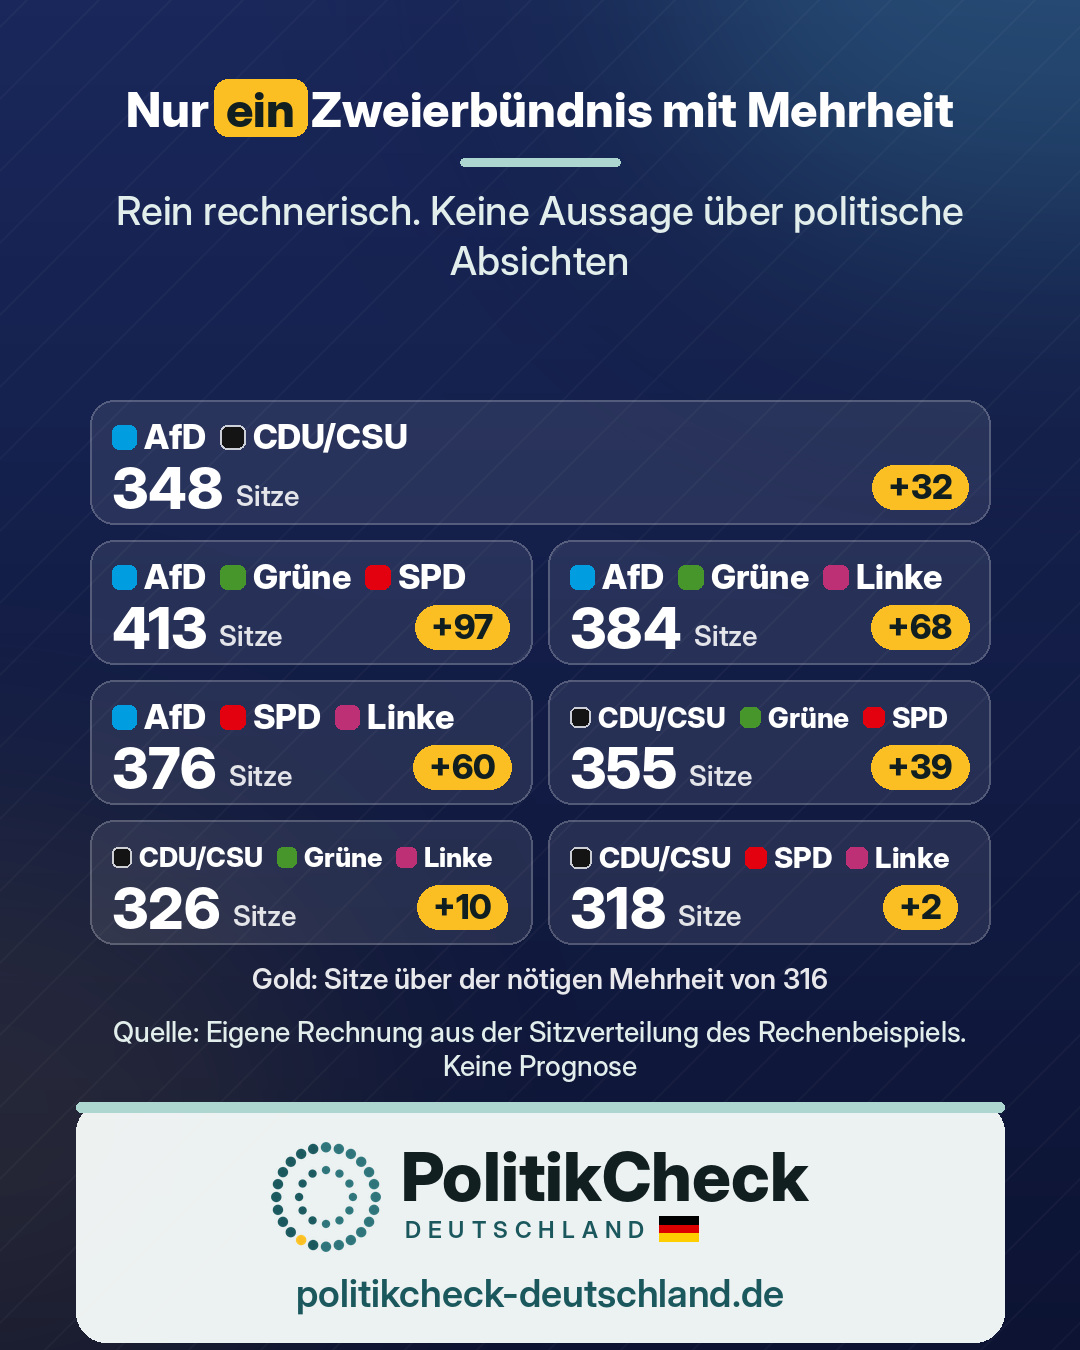 Nur ein Zweierbündnis mit Mehrheit
Rein rechnerisch. Keine Aussage über politische
Absichten
AfD CDU/CSU
348 Sitze +32
AfD Grüne SPD
413 Sitze +97
AfD Grüne Linke
384 Sitze +68
AfD SPD Linke
376 Sitze +60
CDU/CSU Grüne SPD
355 Sitze +39
CDU/CSU Grüne Linke
326 Sitze +10
CDU/CSU SPD Linke
318 Sitze +2
Gold: Sitze über der nötigen Mehrheit von 316
Quelle: Eigene Rechnung aus der Sitzverteilung des Rechenbeispiels.
Keine Prognose
PolitikCheck
DEUTSCHLAND
politikcheck-deutschland.de